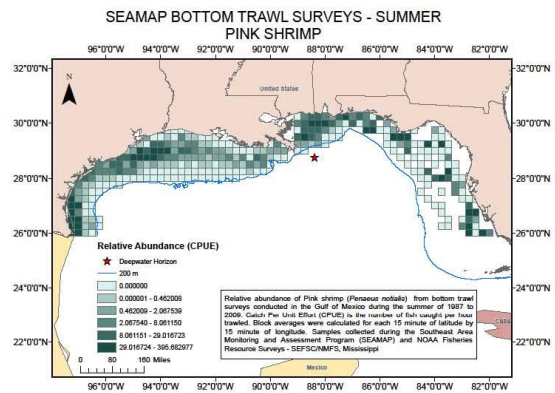 SEAMAP BOTTOM TRAWL SURVEYS - SUMMER
PINK SHRIMP
96°0'0"N 96°0'0"W 94°0'0"W 92°0'0"W 90°0'0"W 88°0'0"W 86°0'0"W 84°0'0"W 82°0'0"W
32°0'0"N
32°0'0"N
N
United States
30°0'0"N
30°0'0"N
28°0'0"N
28°0'0"N
26°0'0"N
26°0'0"N
Relative Abundance (CPUE)
Deepwater Horizon
200 m
0.000000
0.000001 - 0.462008
0.462009 - 2.067539
2.067540 - 8.061150
8.061151 - 29.016723
29.016724 - 395.682977
0 80 160 Miles
Relative abundance of Pink shrimp (Penaeus notialis) from bottom trawl
surveys conducted in the Gulf of Mexico during the summer of 1987 to
2009. Catch Per Unit Effort (CPUE) is the number of fish caught per hour
trawled. Block averages were calculated for each 15 minute of latitude by
15 minute of longitude. Samples collected during the Southeast Area
Monitoring and Assessment Program (SEAMAP) and NOAA Fisheries
Resource Surveys - SEFSC/NMFS, Mississippi
24°0'0"N
24°0'0"N
22°0'0"N
22°0'0"N
Mexico
96°0'0"W 94°0'0"W 92°0'0"W 90°0'0"W 88°0'0"W 86°0'0"W 84°0'0"W 82°0'0"W